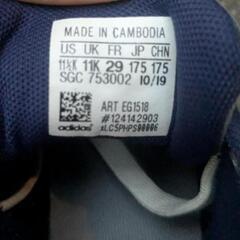 MADE IN CAMBODIA
US UK FR JP CHN
11½K 11K 29 175 175
SGC 753002 10/19
ART EG1518
#124142903
adidas
XLC5PHPS00006